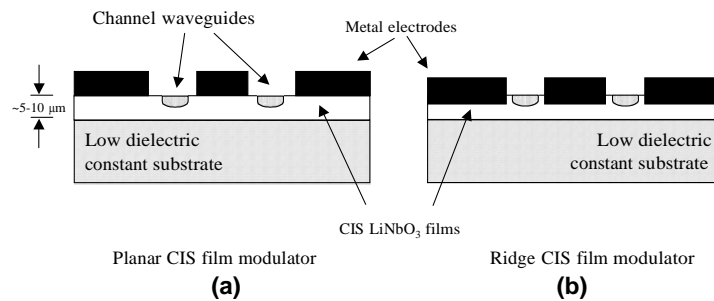 Channel waveguides
Metal electrodes
~5-10 μm
Low dielectric
constant substrate
Low dielectric
constant substrate
CIS LiNbO₃ films
Planar CIS film modulator
Ridge CIS film modulator
(a)
(b)